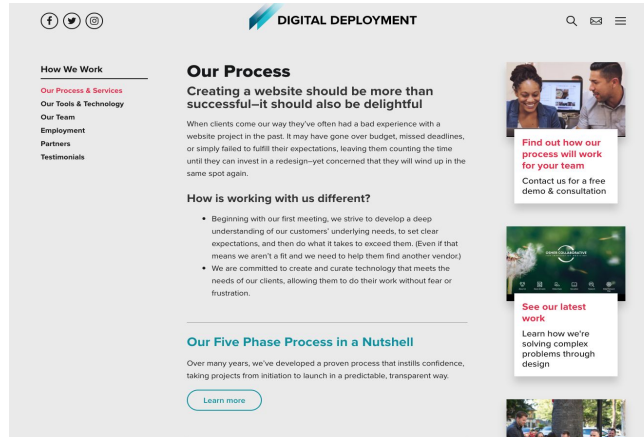 DIGITAL DEPLOYMENT
How We Work
Our Process & Services
Our Tools & Technology
Our Team
Employment
Partners
Testimonials
Our Process
Creating a website should be more than
successful–it should also be delightful
When clients come our way they've often had a bad experience with a
website project in the past. It may have gone over budget, missed deadlines,
or simply failed to fulfill their expectations, leaving them counting the time
until they can invest in a redesign–yet concerned that they will wind up in the
same spot again.
How is working with us different?
• Beginning with our first meeting, we strive to develop a deep
understanding of our customers' underlying needs, to set clear
expectations, and then do what it takes to exceed them. (Even if that
means we aren't a fit and we need to help them find another vendor.)
• We are committed to create and curate technology that meets the
needs of our clients, allowing them to do their work without fear or
frustration.
Our Five Phase Process in a Nutshell
Over many years, we've developed a proven process that instills confidence,
taking projects from initiation to launch in a predictable, transparent way.
Learn more
Find out how our
process will work
for your team
Contact us for a free
demo & consultation
See our latest
work
Learn how we're
solving complex
problems through
design